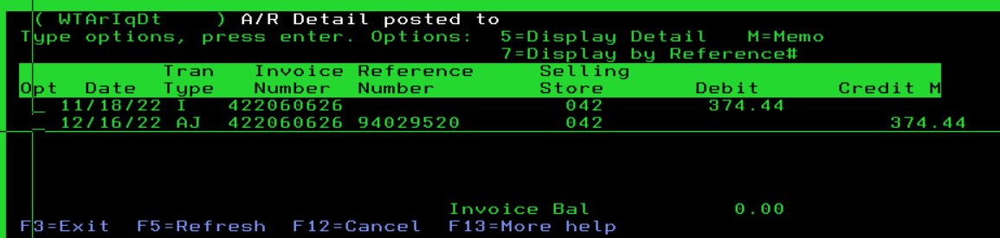 ( WTArIqDt ) A/R Detail posted to
Type options, press enter. Options: 5=Display Detail M=Memo
7=Display by Reference#
Tran Invoice Reference Selling
Opt Date Type Number Number Store Debit Credit M
_ 11/18/22 I 422060626 042 374.44
_ 12/16/22 AJ 422060626 94029520 042 374.44
Invoice Bal 0.00
F3=Exit F5=Refresh F12=Cancel F13=More help